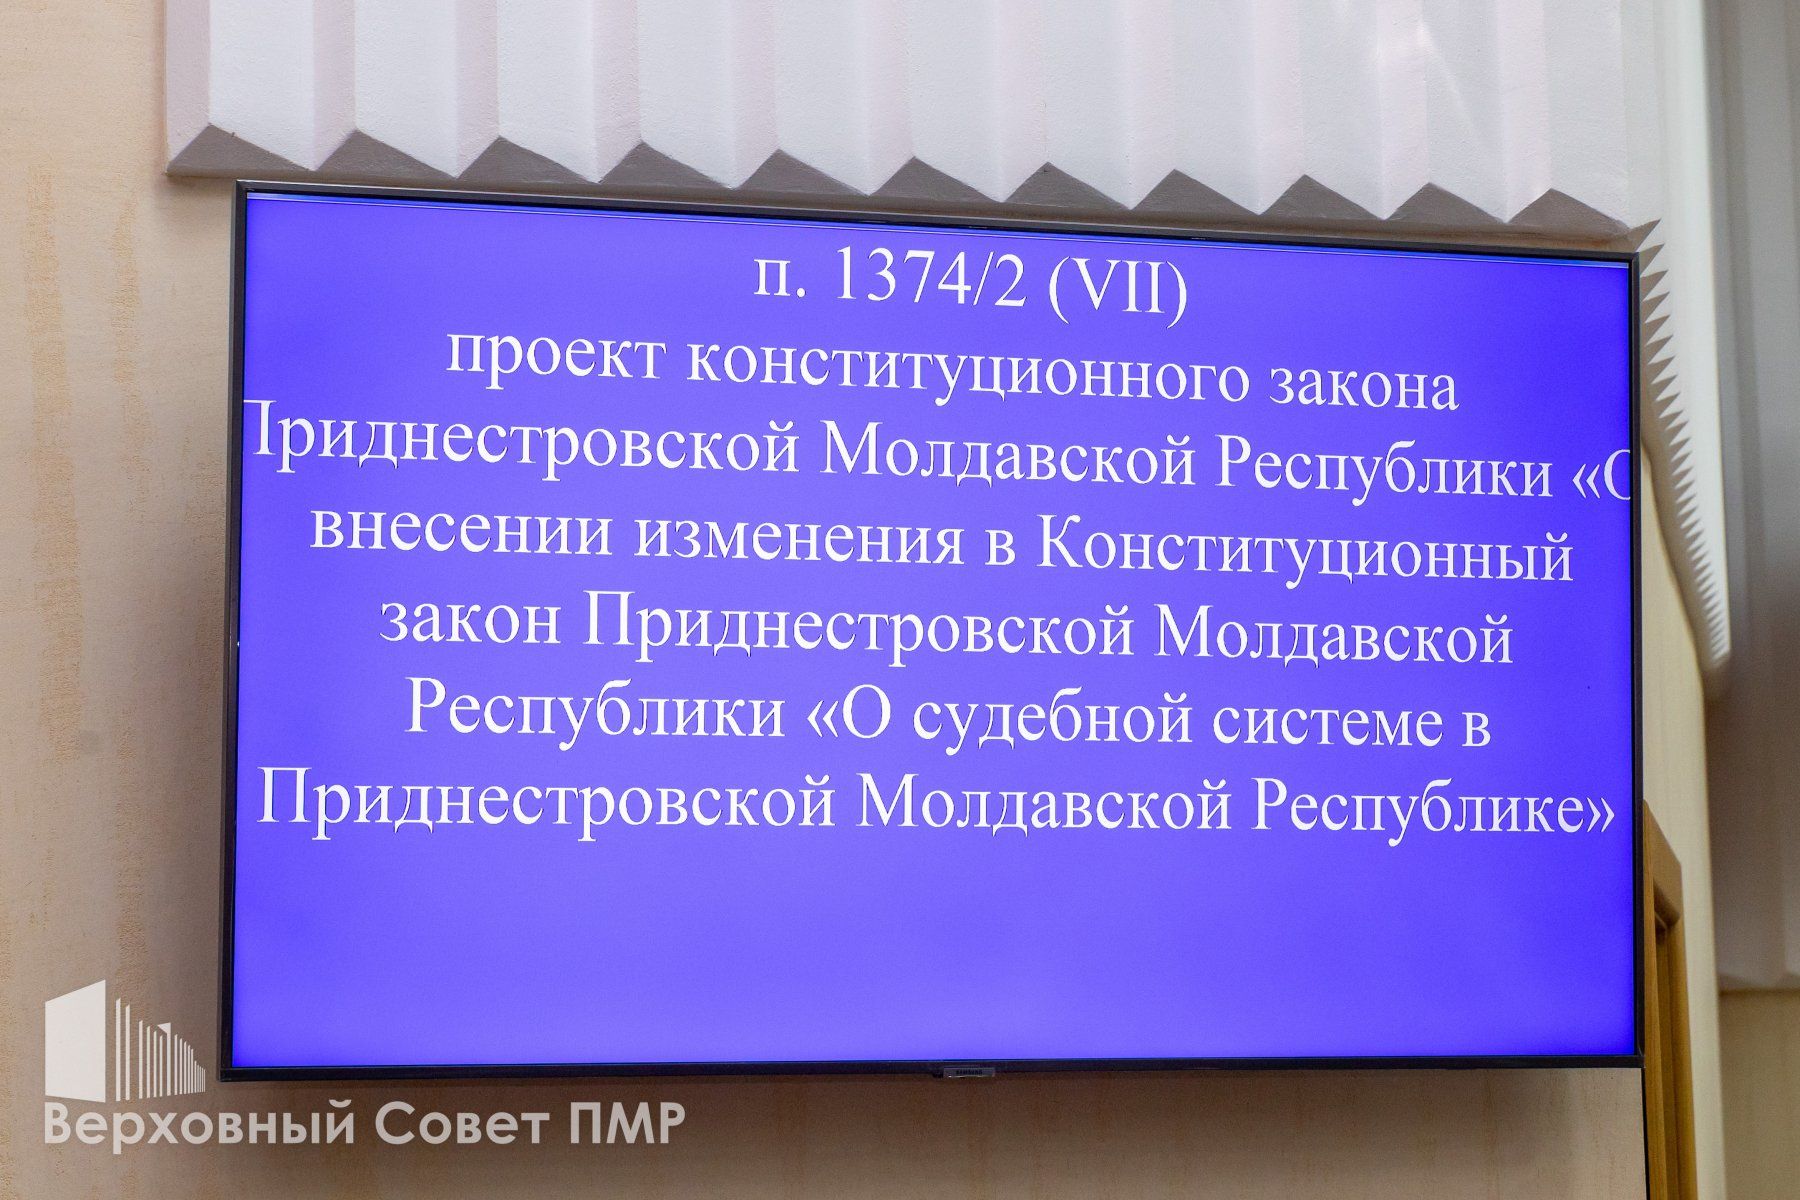 п. 1374/2 (VII)
проект конституционного закона
Приднестровской Молдавской Республики «О
внесении изменения в Конституционный
закон Приднестровской Молдавской
Республики «О судебной системе в
Приднестровской Молдавской Республике»
SAMSUNG
Верховный Совет ПМР